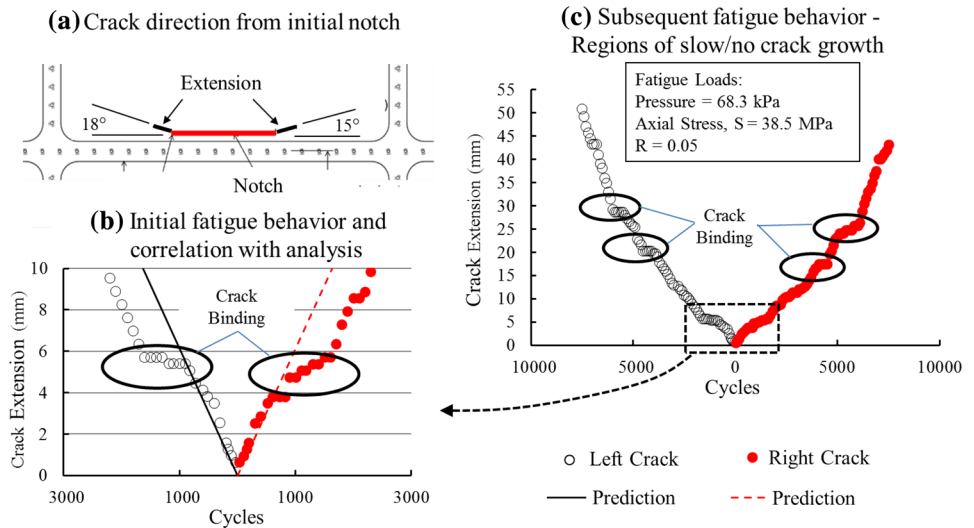 (a) Crack direction from initial notch
Extension
18°
15°
Notch
(b) Initial fatigue behavior and
correlation with analysis
Crack Extension (mm)
10
8
6
4
2
0
Crack
Binding
3000
1000
1000
3000
Cycles
(c) Subsequent fatigue behavior -
Regions of slow/no crack growth
Fatigue Loads:
Pressure = 68.3 kPa
Axial Stress, S = 38.5 MPa
R = 0.05
Crack Extension (mm)
55
50
45
40
35
30
25
20
15
10
5
0
Crack
Binding
10000
5000
0
5000
10000
Cycles
Left Crack
Right Crack
Prediction
Prediction